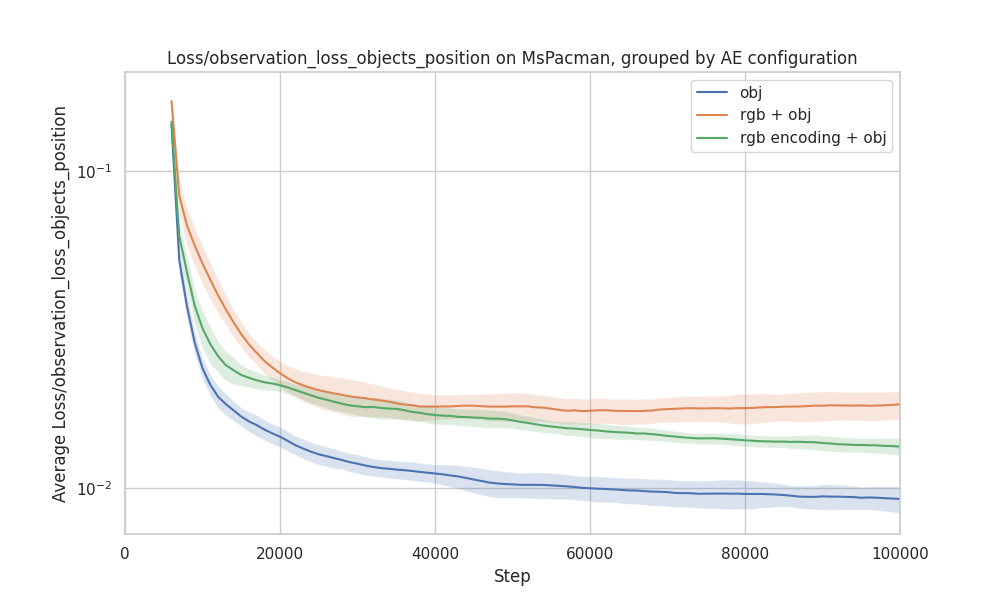 Loss/observation_loss_objects_position on MsPacman, grouped by AE configuration
obj
rgb + obj
rgb encoding + obj
Average Loss/observation_loss_objects_position
10⁻¹
10⁻²
0 20000 40000 60000 80000 100000
Step